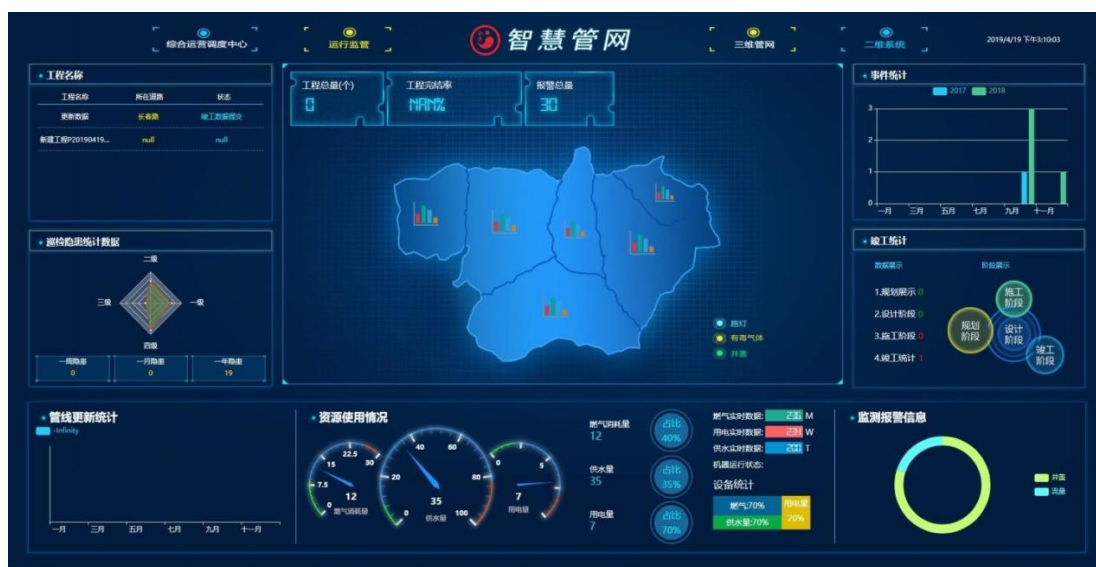 综合运营调度中心
运行监管
智慧管网
三维管网
二维系统
2019/4/19 下午3:10:03
工程名称
工程名称 所在道路 状态
更新数据 长春路 竣工数据提交
新建工程P20190419... null null
巡检隐患统计数据
二级
三级
一级
四级
一周隐患 一月隐患 一年隐患
0 0 19
工程总量(个) 工程完结率 报警总量
0 NAN% 30
路灯
有毒气体
井盖
事件统计
2017 2018
3
2
1
0
一月 三月 五月 七月 九月 十一月
竣工统计
数据展示 阶段展示
1.规划展示 0
2.设计阶段 0
3.施工阶段 0
4.竣工统计 1
施工阶段
规划阶段
设计阶段
竣工阶段
管线更新统计
-Infinity
一月 三月 五月 七月 九月 十一月
资源使用情况
0 7.5 15 22.5 30
12
燃气消耗量
0 20 40 60 80 100
35
供水量
0 5
7
用电量
燃气消耗量
12
占比
40%
供水量
35
占比
35%
用电量
7
占比
70%
燃气实时数据: M
用电实时数据: W
供水实时数据: T
机器运行状态:
设备统计
燃气:70%
供水量:70%
用电量
20%
监测报警信息
井盖
流量